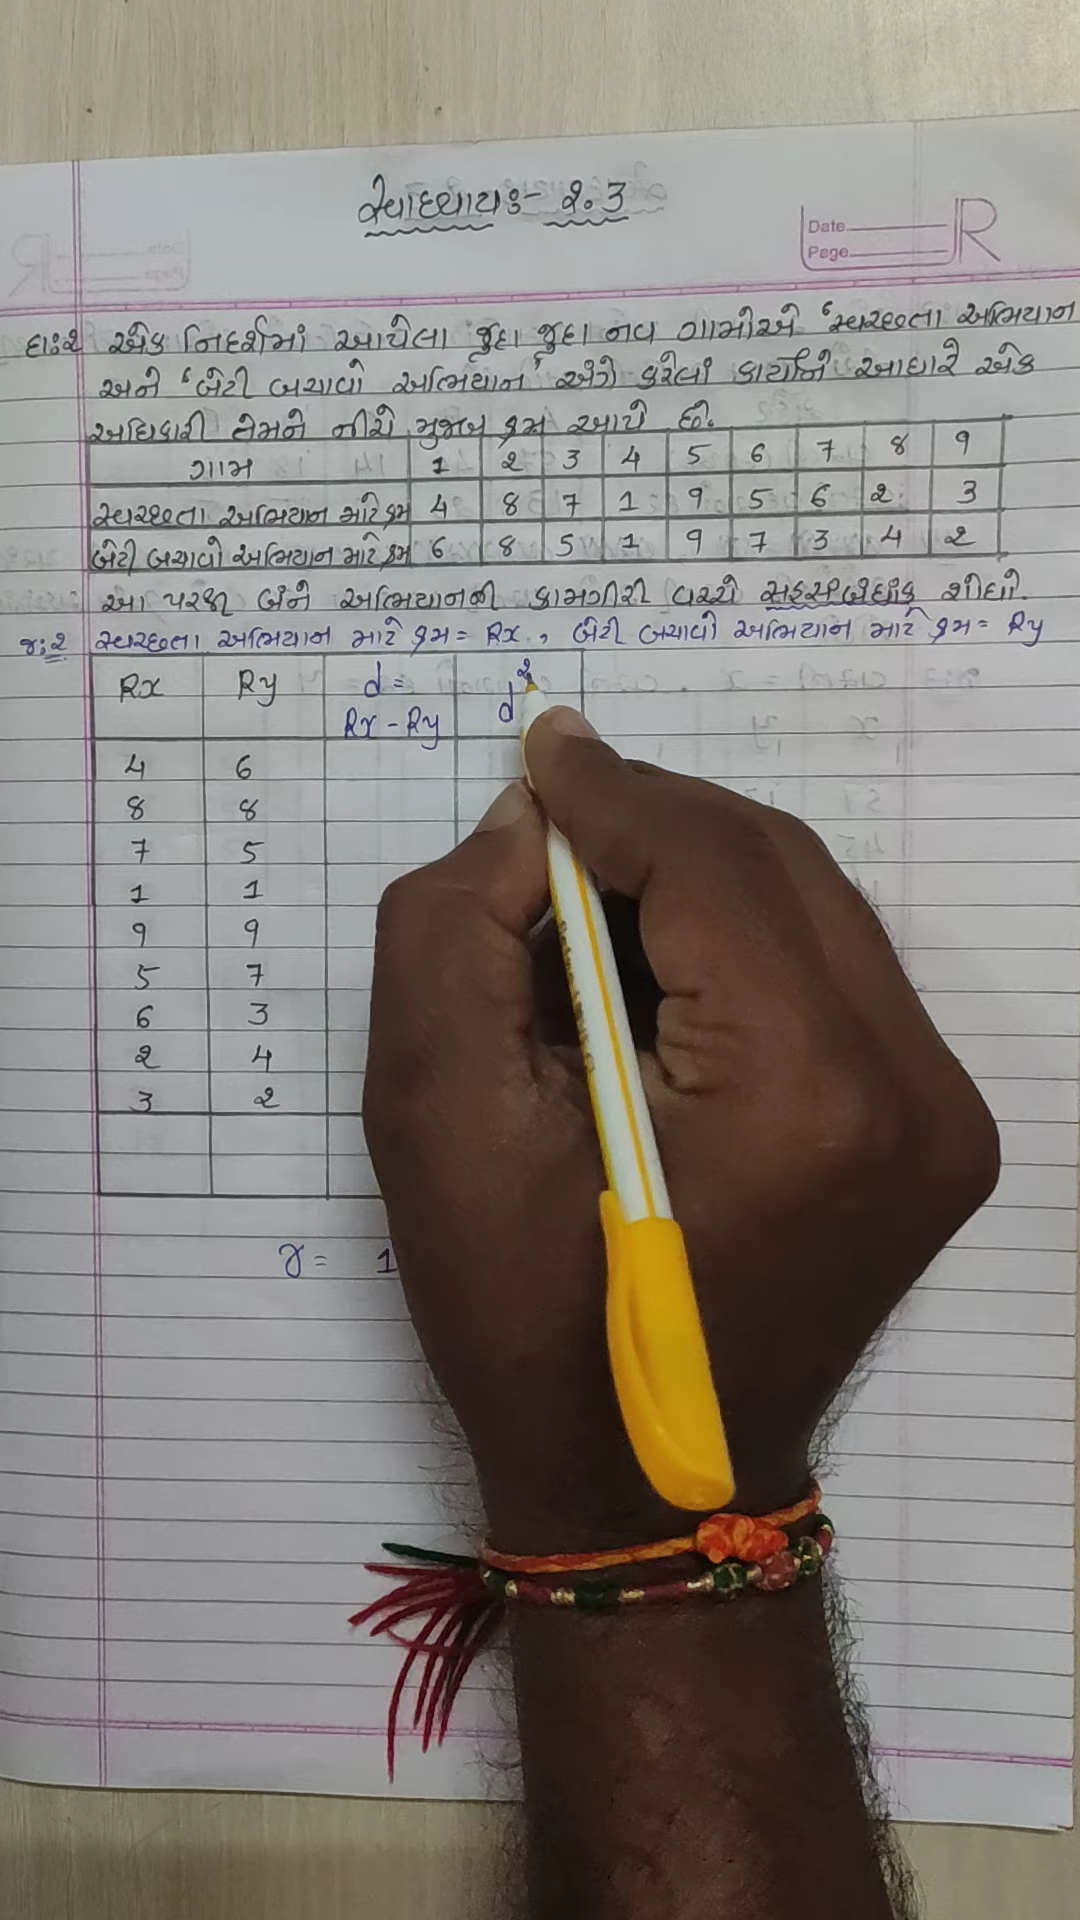 સ્વાધ્યાયઃ- ૨.૩
Date
Page
R
દાઃ૨ એક નિદર્શમાં આપેલા જુદા જુદા નવ ગામોએ 'સ્વચ્છતા અભિયાન
અને 'બેટી બચાવો અભિયાન' અંગે કરેલાં કાર્યોને આધારે એક
અધિકારી તેમને નીચે મુજબ ક્રમ આપે છે.
ગામ 1 2 3 4 5 6 7 8 9
સ્વચ્છતા અભિયાન માટે ક્રમ 4 8 7 1 9 5 6 2 3
બેટી બચાવો અભિયાન માટે ક્રમ 6 8 5 1 9 7 3 4 2
આ પરથી બંને અભિયાનની કામગીરી વચ્ચે સહસંબંધાંક શોધો.
જઃ૨ સ્વચ્છતા અભિયાન માટે ક્રમ = Rx, બેટી બચાવો અભિયાન માટે ક્રમ = Ry
Rx Ry d = Rx - Ry d²
4 6
8 8
7 5
1 1
9 9
5 7
6 3
2 4
3 2
r = 1